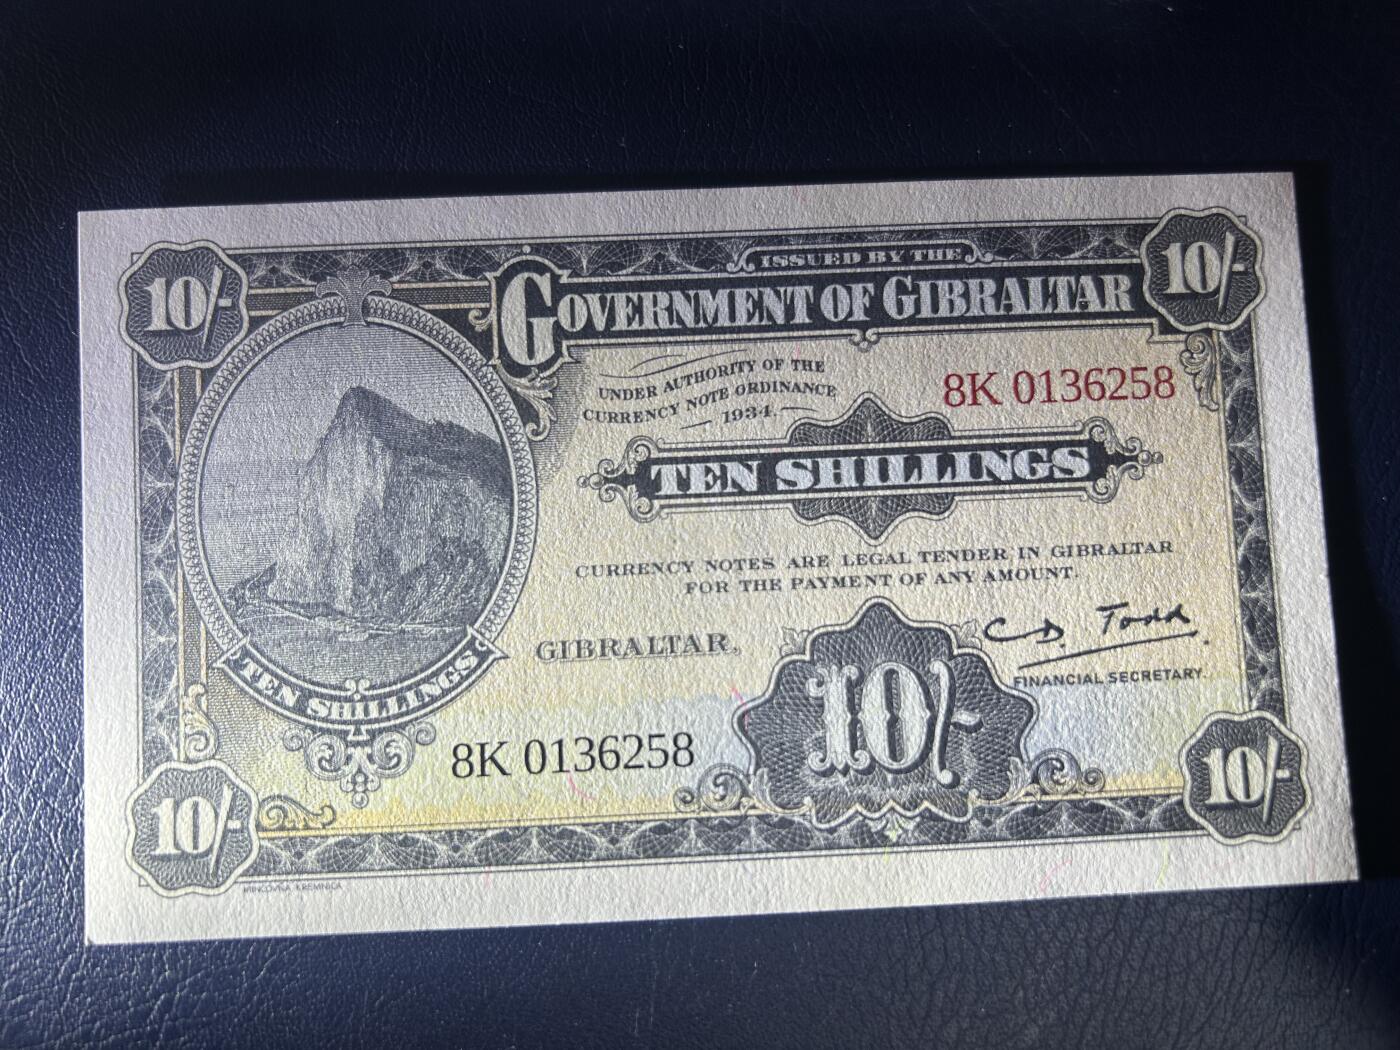 10/-
ISSUED BY THE
10/-
GOVERNMENT OF GIBRALTAR
UNDER AUTHORITY OF THE
CURRENCY NOTE ORDINANCE
1934.
8K 0136258
TEN SHILLINGS
CURRENCY NOTES ARE LEGAL TENDER IN GIBRALTAR
FOR THE PAYMENT OF ANY AMOUNT.
GIBRALTAR,
C D. Todd
FINANCIAL SECRETARY.
TEN SHILLINGS
8K 0136258
10/-
10/-
10/-
MINCOVŇA KREMNICA